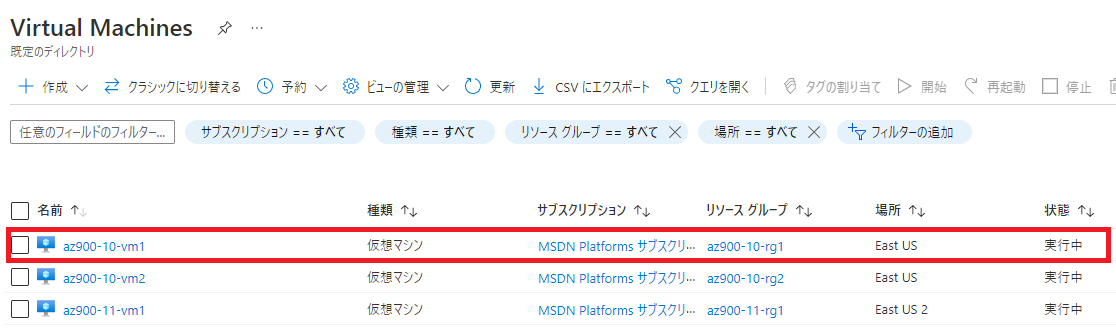 Virtual Machines ...
既定のディレクトリ
作成 クラシックに切り替える 予約 ビューの管理 更新 CSV にエクスポート クエリを開く タグの割り当て 開始 再起動 停止
任意のフィールドのフィルター... サブスクリプション == すべて 種類 == すべて リソース グループ == すべて 場所 == すべて フィルターの追加
名前 種類 サブスクリプション リソース グループ 場所 状態
az900-10-vm1 仮想マシン MSDN Platforms サブスクリ... az900-10-rg1 East US 実行中
az900-10-vm2 仮想マシン MSDN Platforms サブスクリ... az900-10-rg2 East US 実行中
az900-11-vm1 仮想マシン MSDN Platforms サブスクリ... az900-11-rg1 East US 2 実行中